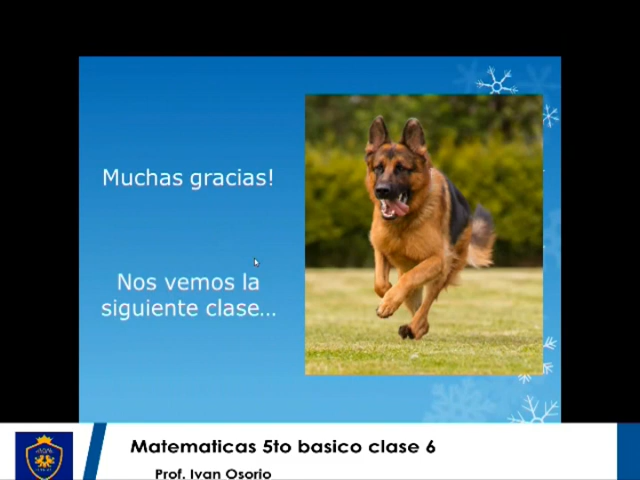 Muchas gracias!
Nos vemos la
siguiente clase...
Matematicas 5to basico clase 6
Prof. Ivan Osorio